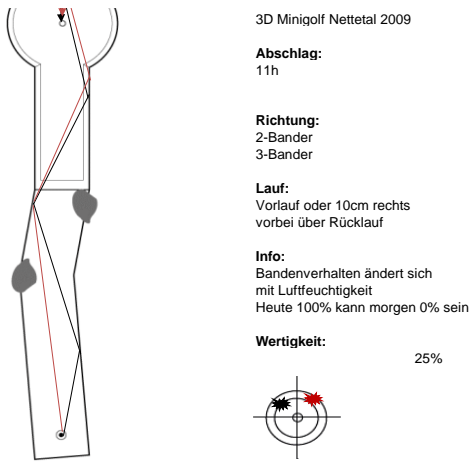 3D Minigolf Nettetal 2009
Abschlag:
11h
Richtung:
2-Bander
3-Bander
Lauf:
Vorlauf oder 10cm rechts
vorbei über Rücklauf
Info:
Bandenverhalten ändert sich
mit Luftfeuchtigkeit
Heute 100% kann morgen 0% sein
Wertigkeit:
25%